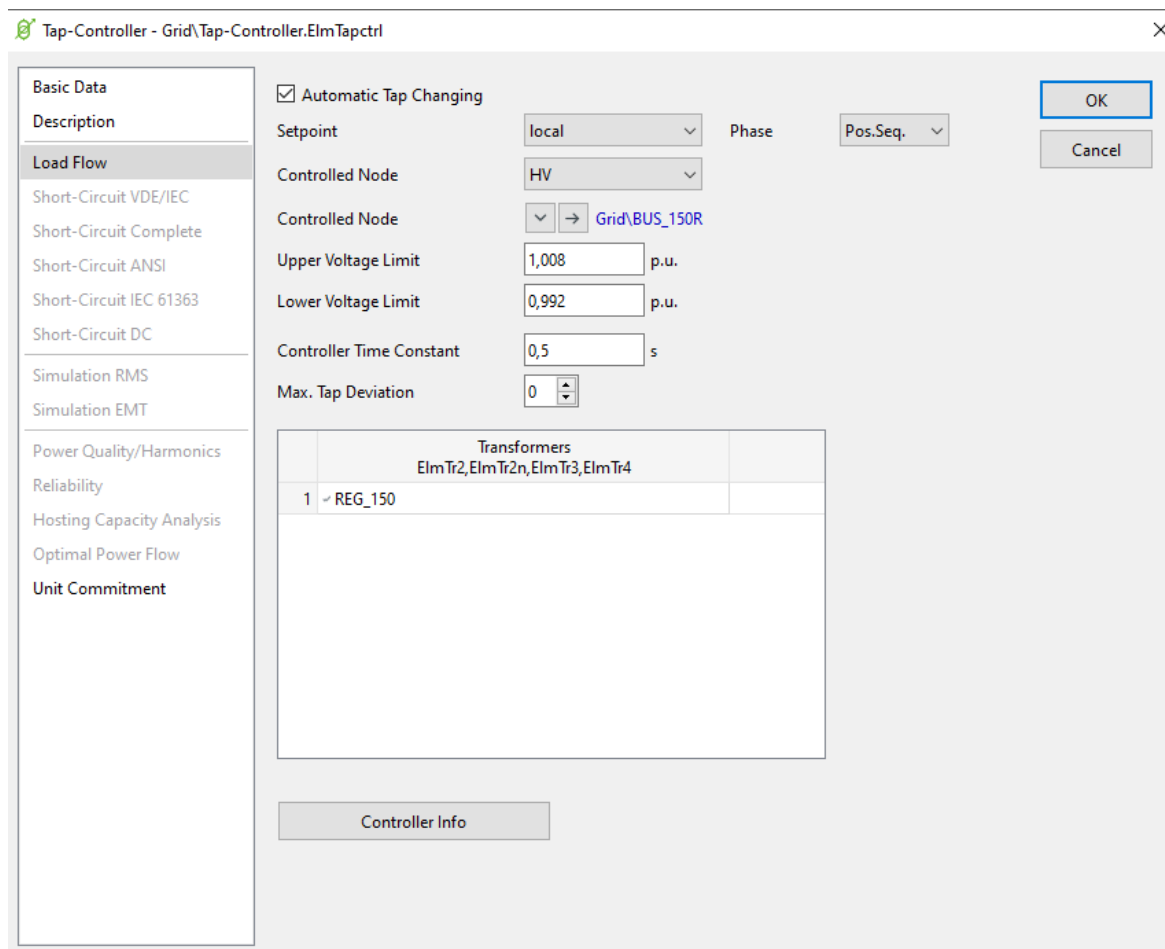 Tap-Controller - Grid\Tap-Controller.ElmTapctrl
Basic Data
Description
Load Flow
Short-Circuit VDE/IEC
Short-Circuit Complete
Short-Circuit ANSI
Short-Circuit IEC 61363
Short-Circuit DC
Simulation RMS
Simulation EMT
Power Quality/Harmonics
Reliability
Hosting Capacity Analysis
Optimal Power Flow
Unit Commitment
Automatic Tap Changing
Setpoint local Phase Pos.Seq.
Controlled Node HV
Controlled Node Grid\BUS_150R
Upper Voltage Limit 1,008 p.u.
Lower Voltage Limit 0,992 p.u.
Controller Time Constant 0,5 s
Max. Tap Deviation 0
Transformers
ElmTr2,ElmTr2n,ElmTr3,ElmTr4
1 REG_150
Controller Info
OK
Cancel